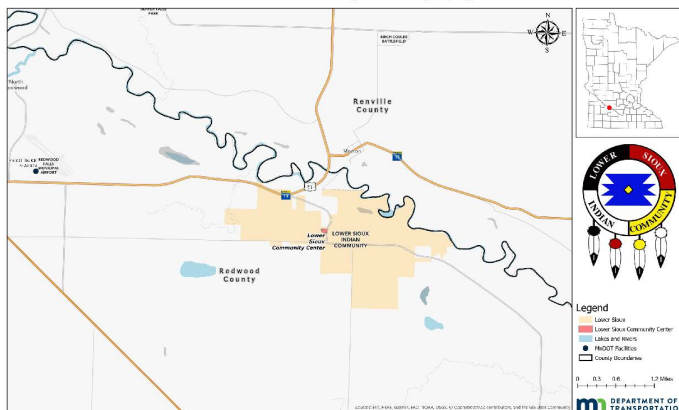 N
W
E
S
BIRCH COULEE
BATTLEFIELD
Renville
County
North
Morton
REDWOOD
FALLS
MUNICIPAL
AIRPORT
71
Lower
Sioux
Community Center
LOWER SIOUX
INDIAN
COMMUNITY
Redwood
County
LOWER
SIOUX
INDIAN
COMMUNITY
Legend
Lower Sioux
Lower Sioux Community Center
Lakes and Rivers
MnDOT Facilities
County Boundaries
0 0.3 0.6 1.2 Miles
DEPARTMENT OF
TRANSPORTATION